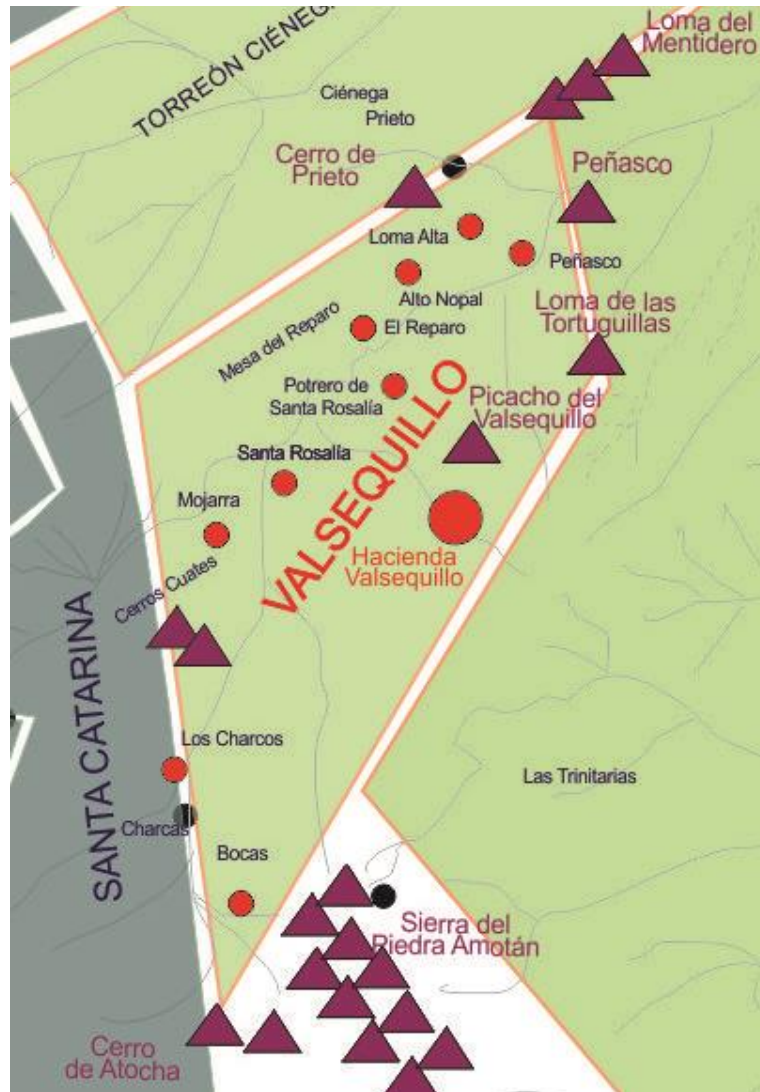 Loma del
Mentidero
TORREÓN CIÉNEG
Ciénega
Prieto
Cerro de
Prieto
Peñasco
Loma Alta
Peñasco
Alto Nopal
Loma de las
Tortuguillas
Mesa del Reparo
El Reparo
Potrero de
Santa Rosalía
Picacho del
Valsequillo
VALSEQUILLO
Santa Rosalía
Mojarra
Hacienda
Valsequillo
Cerros Cuates
SANTA CATARINA
Los Charcos
Las Trinitarias
Charcas
Bocas
Sierra del
Piedra Amotán
Cerro
de Atocha